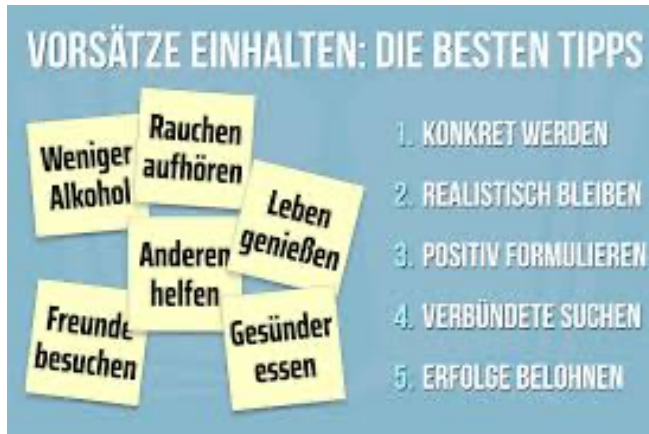 VORSÄTZE EINHALTEN: DIE BESTEN TIPPS
Weniger
Alkohol
Rauchen
aufhören
Leben
genießen
Anderen
helfen
Freunde
besuchen
Gesünder
essen
1. KONKRET WERDEN
2. REALISTISCH BLEIBEN
3. POSITIV FORMULIEREN
4. VERBÜNDETE SUCHEN
5. ERFOLGE BELOHNEN